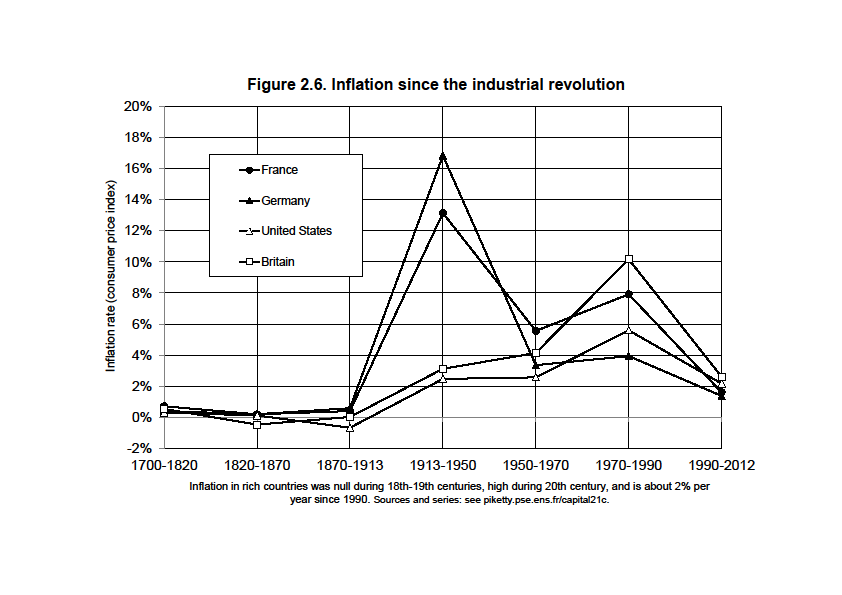 Figure 2.6. Inflation since the industrial revolution
Inflation rate (consumer price index)
20%
18%
16%
14%
12%
10%
8%
6%
4%
2%
0%
-2%
France
Germany
United States
Britain
1700-1820 1820-1870 1870-1913 1913-1950 1950-1970 1970-1990 1990-2012
Inflation in rich countries was null during 18th-19th centuries, high during 20th century, and is about 2% per
year since 1990. Sources and series: see piketty.pse.ens.fr/capital21c.